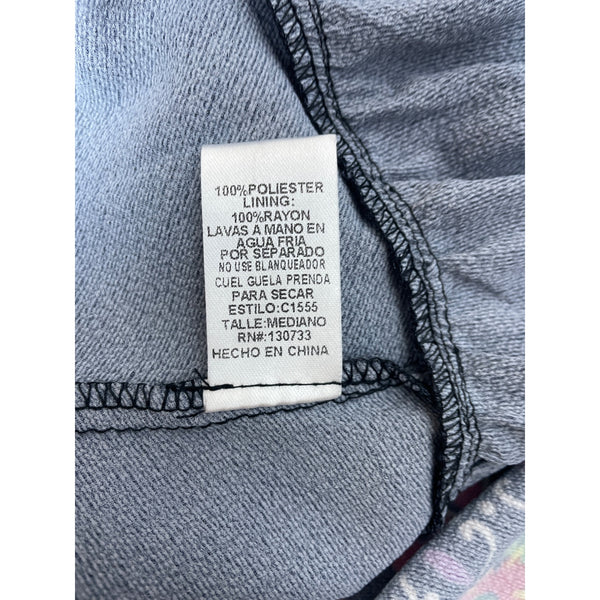 100%POLIESTER
LINING:
100%RAYON
LAVAS A MANO EN
AGUA FRIA
POR SEPARADO
NO USE BLANQUEADOR
CUEL GUELA PRENDA
PARA SECAR
ESTILO:C1555
TALLE:MEDIANO
RN#:130733
HECHO EN CHINA